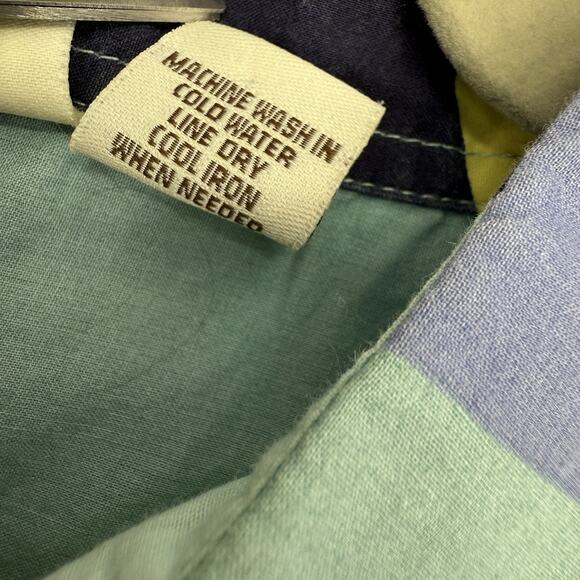 MACHINE WASH IN
COLD WATER
LINE DRY
COOL IRON
WHEN NEEDED